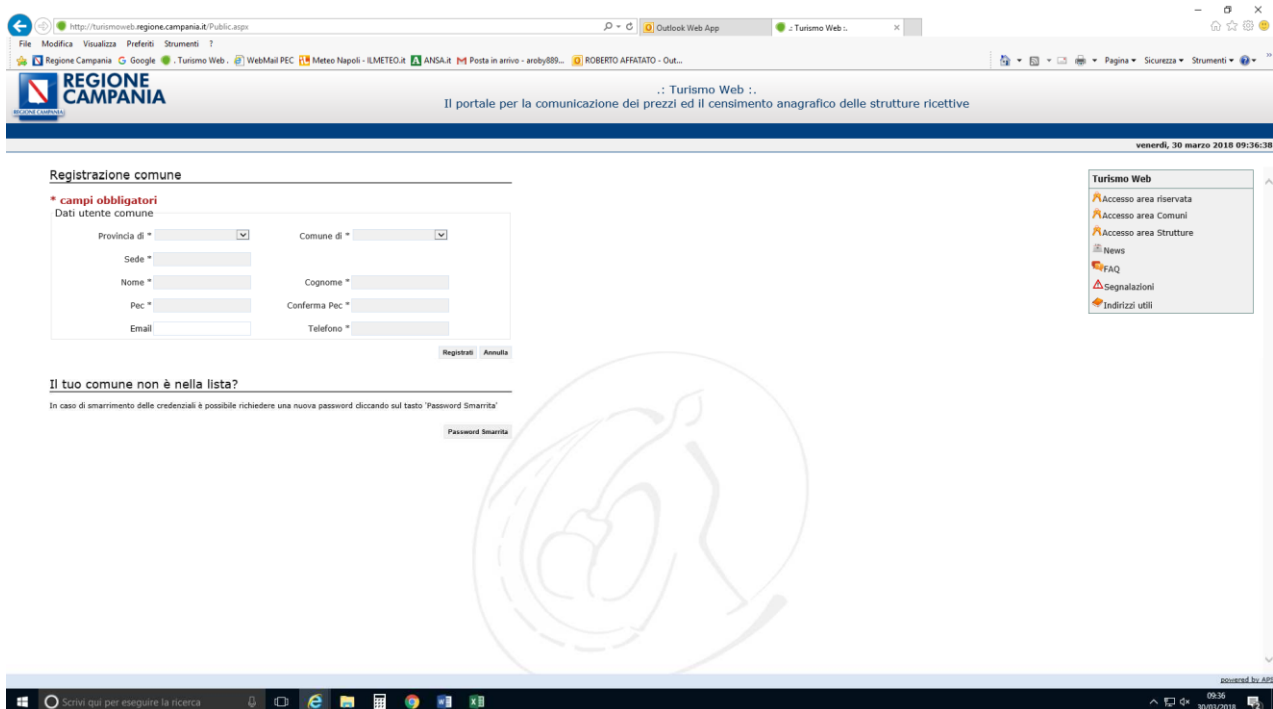 http://turismoweb.regione.campania.it/Public.aspx
Outlook Web App
.: Turismo Web :.
File Modifica Visualizza Preferiti Strumenti ?
Regione Campania Google . Turismo Web . WebMail PEC Meteo Napoli - ILMETEO.it ANSA.it Posta in arrivo - aroby889... ROBERTO AFFATATO - Out...
Pagina Sicurezza Strumenti
REGIONE
CAMPANIA
REGIONE CAMPANIA
.: Turismo Web :.
Il portale per la comunicazione dei prezzi ed il censimento anagrafico delle strutture ricettive
venerdì, 30 marzo 2018 09:36:38
Registrazione comune
* campi obbligatori
Dati utente comune
Provincia di * Comune di *
Sede *
Nome * Cognome *
Pec * Conferma Pec *
Email Telefono *
Registrati Annulla
Il tuo comune non è nella lista?
In caso di smarrimento delle credenziali è possibile richiedere una nuova password cliccando sul tasto 'Password Smarrita'
Password Smarrita
Turismo Web
Accesso area riservata
Accesso area Comuni
Accesso area Strutture
News
FAQ
Segnalazioni
Indirizzi utili
powered by
Scrivi qui per eseguire la ricerca
09:36
30/03/2018